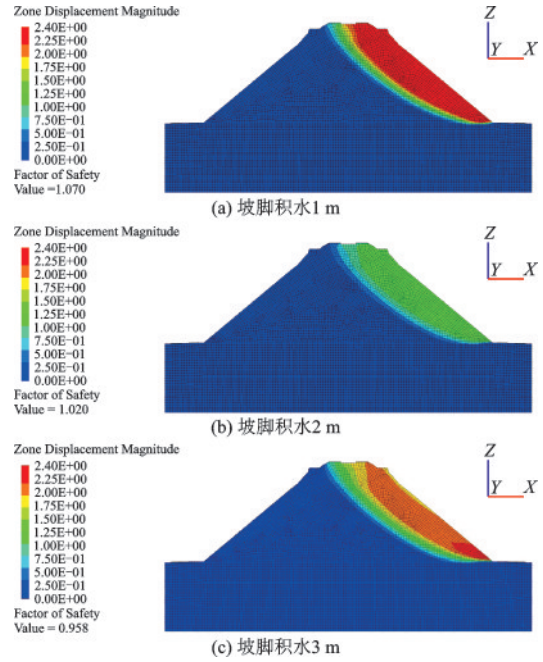 Zone Displacement Magnitude
2.40E+00
2.25E+00
2.00E+00
1.75E+00
1.50E+00
1.25E+00
1.00E+00
7.50E−01
5.00E−01
2.50E−01
0.00E+00
Factor of Safety
Value =1.070
Z
Y X
(a) 坡脚积水1 m
Zone Displacement Magnitude
2.40E+00
2.25E+00
2.00E+00
1.75E+00
1.50E+00
1.25E+00
1.00E+00
7.50E−01
5.00E−01
2.50E−01
0.00E+00
Factor of Safety
Value = 1.020
Z
Y X
(b) 坡脚积水2 m
Zone Displacement Magnitude
2.40E+00
2.25E+00
2.00E+00
1.75E+00
1.50E+00
1.25E+00
1.00E+00
7.50E−01
5.00E−01
2.50E−01
0.00E+00
Factor of Safety
Value = 0.958
Z
Y X
(c) 坡脚积水3 m